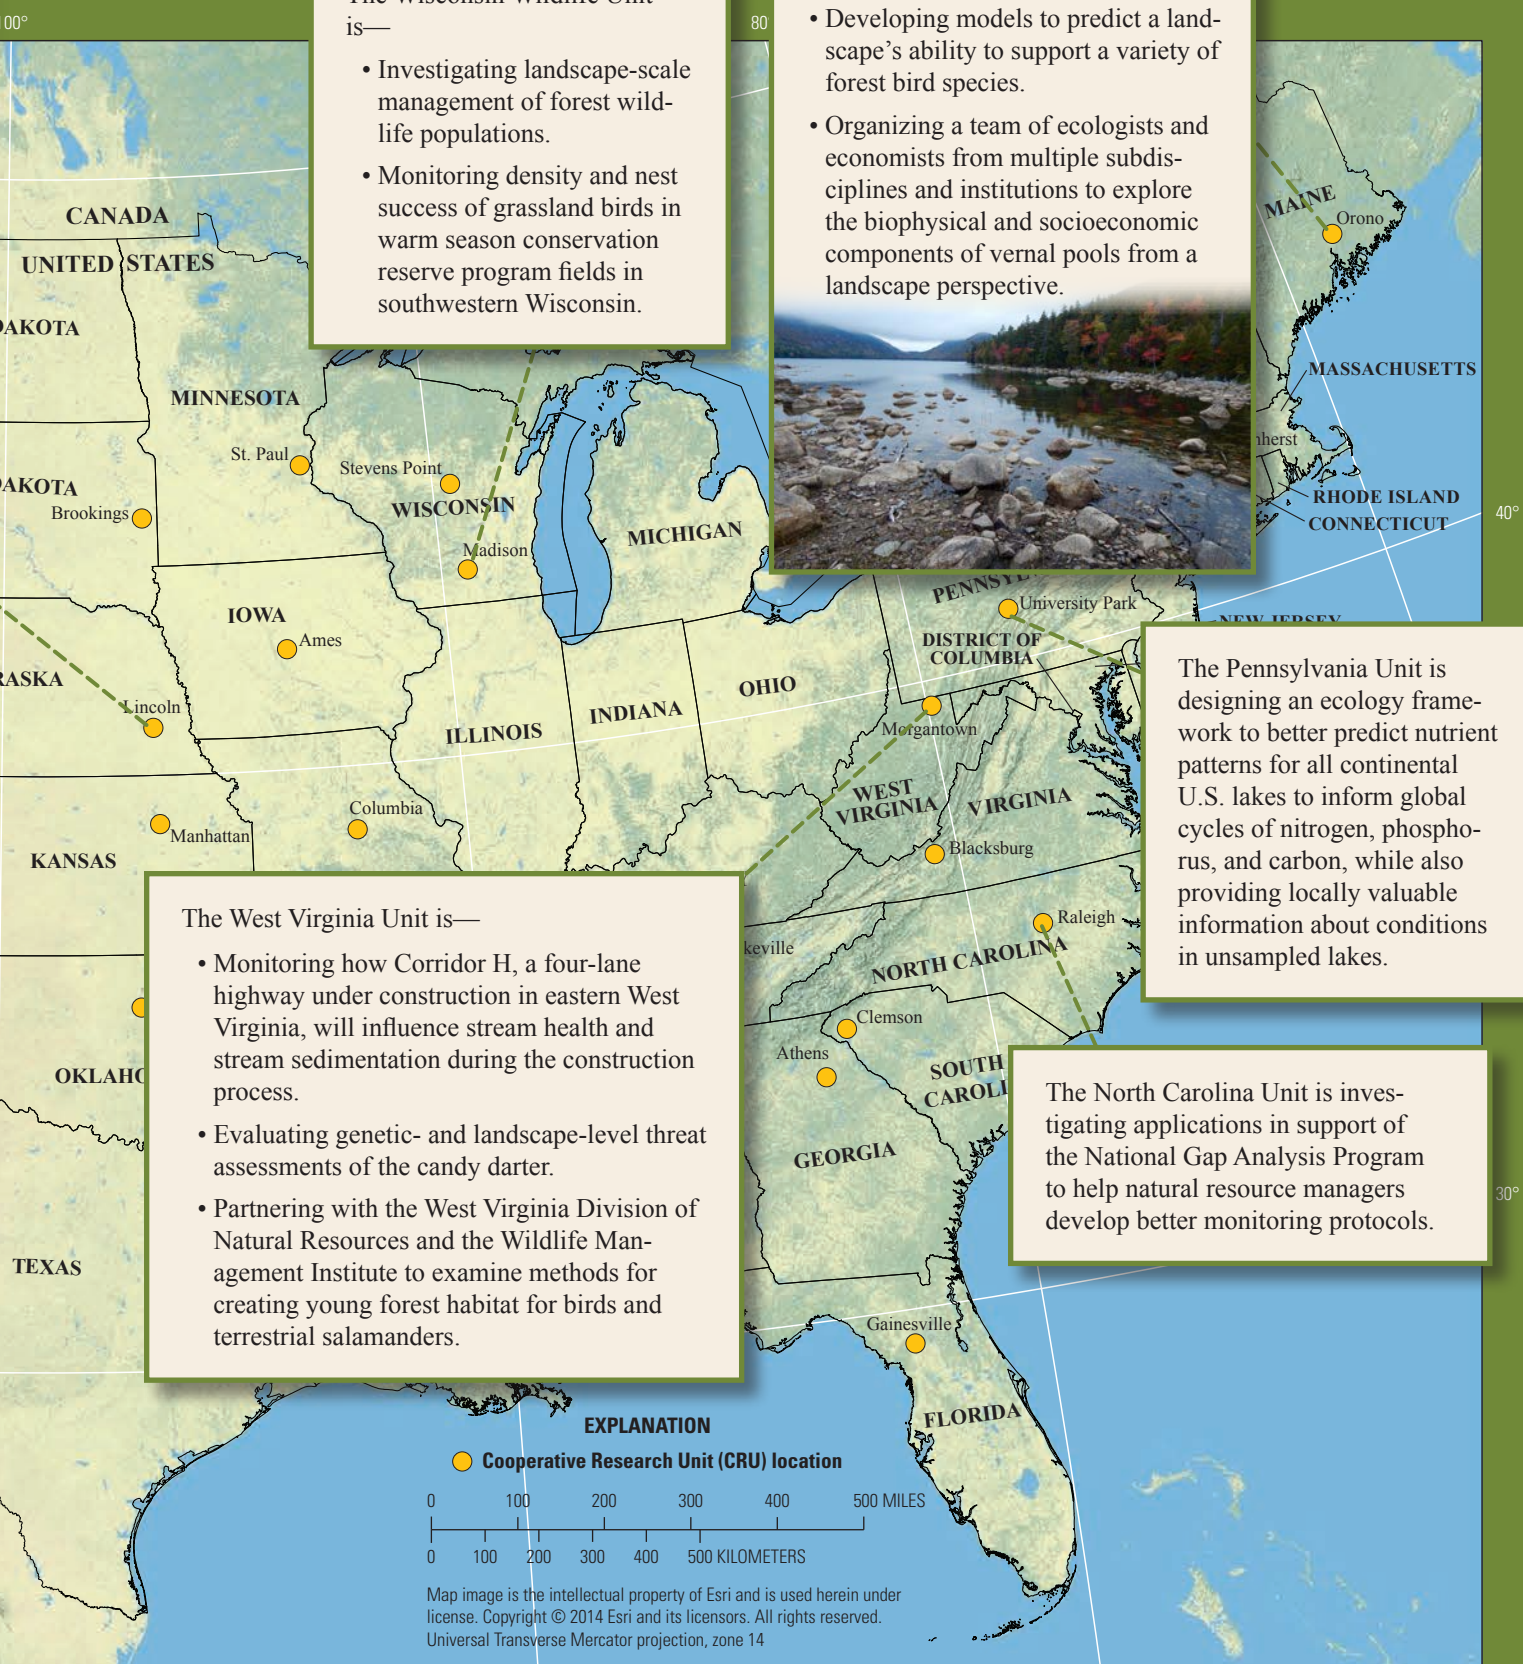 100°
80
is—
• Investigating landscape-scale
management of forest wild-
life populations.
• Monitoring density and nest
success of grassland birds in
warm season conservation
reserve program fields in
southwestern Wisconsin.
• Developing models to predict a land-
scape’s ability to support a variety of
forest bird species.
• Organizing a team of ecologists and
economists from multiple subdis-
ciplines and institutions to explore
the biophysical and socioeconomic
components of vernal pools from a
landscape perspective.
CANADA
UNITED STATES
DAKOTA
MINNESOTA
St. Paul
Stevens Point
WISCONSIN
Madison
MICHIGAN
DAKOTA
Brookings
MAINE
Orono
MASSACHUSETTS
RHODE ISLAND
CONNECTICUT
40°
IOWA
Ames
Lincoln
ILLINOIS
INDIANA
OHIO
University Park
DISTRICT OF
COLUMBIA
NEW JERSEY
Morgantown
WEST
VIRGINIA
VIRGINIA
Blacksburg
Columbia
Manhattan
KANSAS
The Pennsylvania Unit is
designing an ecology frame-
work to better predict nutrient
patterns for all continental
U.S. lakes to inform global
cycles of nitrogen, phospho-
rus, and carbon, while also
providing locally valuable
information about conditions
in unsampled lakes.
The West Virginia Unit is—
• Monitoring how Corridor H, a four-lane
highway under construction in eastern West
Virginia, will influence stream health and
stream sedimentation during the construction
process.
• Evaluating genetic- and landscape-level threat
assessments of the candy darter.
• Partnering with the West Virginia Division of
Natural Resources and the Wildlife Man-
agement Institute to examine methods for
creating young forest habitat for birds and
terrestrial salamanders.
Raleigh
NORTH CAROLINA
Clemson
Athens
SOUTH
GEORGIA
TEXAS
The North Carolina Unit is inves-
tigating applications in support of
the National Gap Analysis Program
to help natural resource managers
develop better monitoring protocols.
30°
Gainesville
FLORIDA
EXPLANATION
Cooperative Research Unit (CRU) location
0 100 200 300 400 500 MILES
0 100 200 300 400 500 KILOMETERS
Map image is the intellectual property of Esri and is used herein under
license. Copyright © 2014 Esri and its licensors. All rights reserved.
Universal Transverse Mercator projection, zone 14